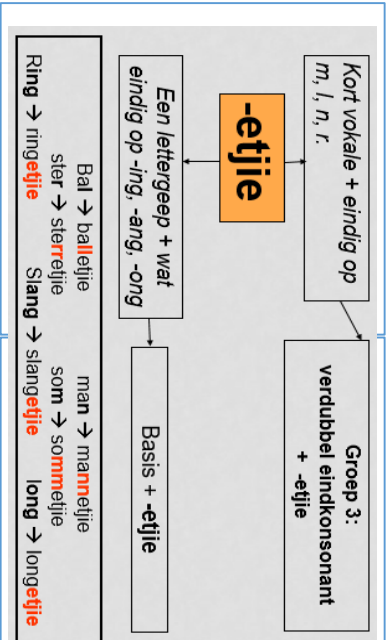 Kort vokale + eindig op
m, l, n, r.
Groep 3:
verdubbel eindkonsonant
+ -etjie
-etjie
Een lettergeep + wat
eindig op -ing, -ang, -ong
Basis + -etjie
Bal → balletjie man → mannetjie
ster → sterretjie som → sommetjie
Ring → ringetjie Slang → slangetjie long → longetjie